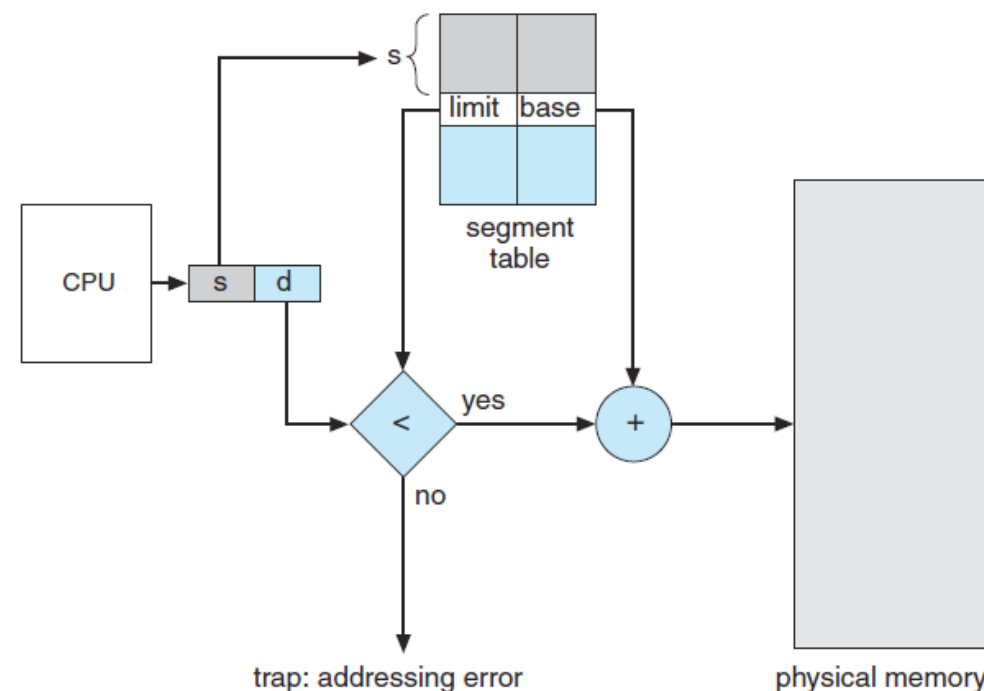 s
limit base
segment
table
CPU
s d
<
yes
+
no
trap: addressing error
physical memory